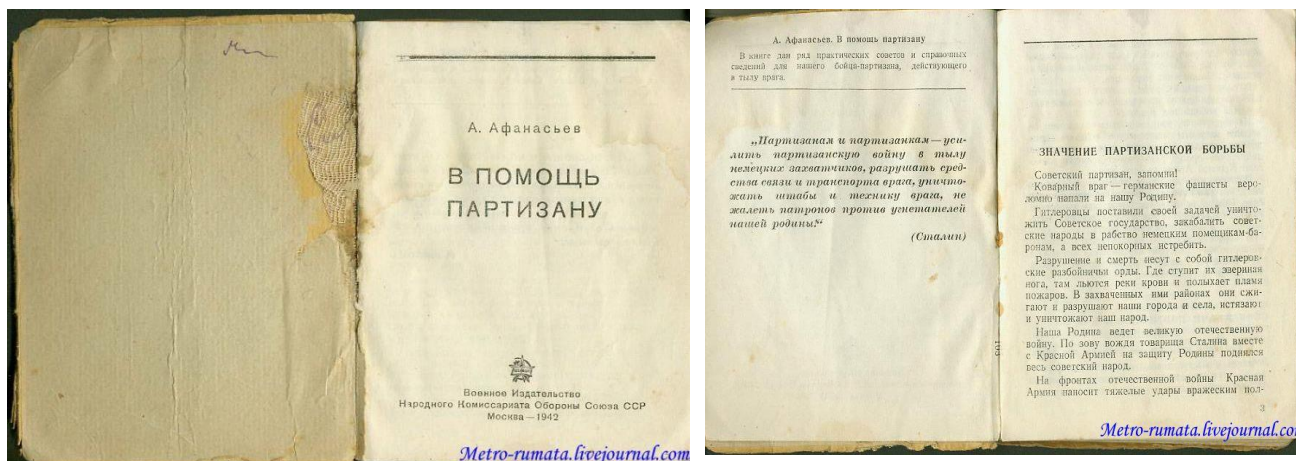 А. Афанасьев
В ПОМОЩЬ
ПАРТИЗАНУ
Военное Издательство
Народного Комиссариата Обороны Союза ССР
Москва — 1942
Metro-rumata.livejournal.com
А. Афанасьев. В помощь партизану
В книге дан ряд практических советов и справочных
сведений для нашего бойца-партизана, действующего
в тылу врага.
„Партизанам и партизанкам — уси-
лить партизанскую войну в тылу
немецких захватчиков, разрушать сред-
ства связи и транспорта врага, уничто-
жать штабы и технику врага, не
жалеть патронов против угнетателей
нашей родины!“
(Сталин)
103
ЗНАЧЕНИЕ ПАРТИЗАНСКОЙ БОРЬБЫ
Советский партизан, запомни!
Коварный враг — германские фашисты веро-
ломно напали на нашу Родину.
Гитлеровцы поставили своей задачей уничто-
жить Советское государство, закабалить совет-
ские народы в рабство немецким помещикам-ба-
ронам, а всех непокорных истребить.
Разрушение и смерть несут с собой гитлеров-
ские разбойничьи орды. Где ступит их звериная
нога, там льются реки крови и полыхает пламя
пожаров. В захваченных ими районах они сжи-
гают и разрушают наши города и села, истязают
и уничтожают наш народ.
Наша Родина ведет великую отечественную
войну. По зову вождя товарища Сталина вместе
с Красной Армией на защиту Родины поднялся
весь советский народ.
На фронтах отечественной войны Красная
Армия наносит тяжелые удары вражеским пол-
3
Metro-rumata.livejournal.co